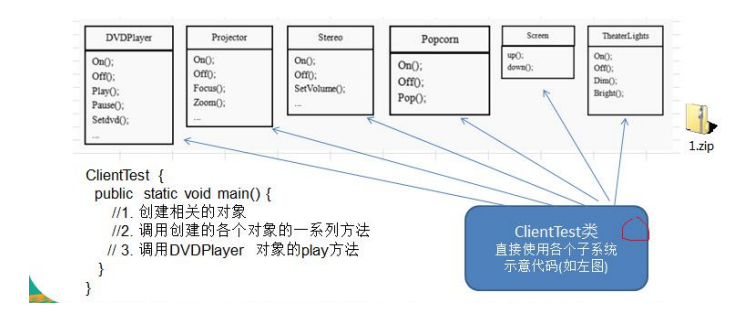 DVDPlayer
On();
Off();
Play();
Pause();
Setdvd();
...
Projector
On();
Off();
Focus();
Zoom();
...
Stereo
On();
Off();
SetVolume();
...
Popcorn
On();
Off();
Pop();
Screen
up();
down();
TheaterLights
On();
Off();
Dim();
Bright();
1.zip
ClientTest {
public static void main() {
//1. 创建相关的对象
//2. 调用创建的各个对象的一系列方法
// 3. 调用DVDPlayer 对象的play方法
}
}
ClientTest类
直接使用各个子系统
示意代码(如左图)